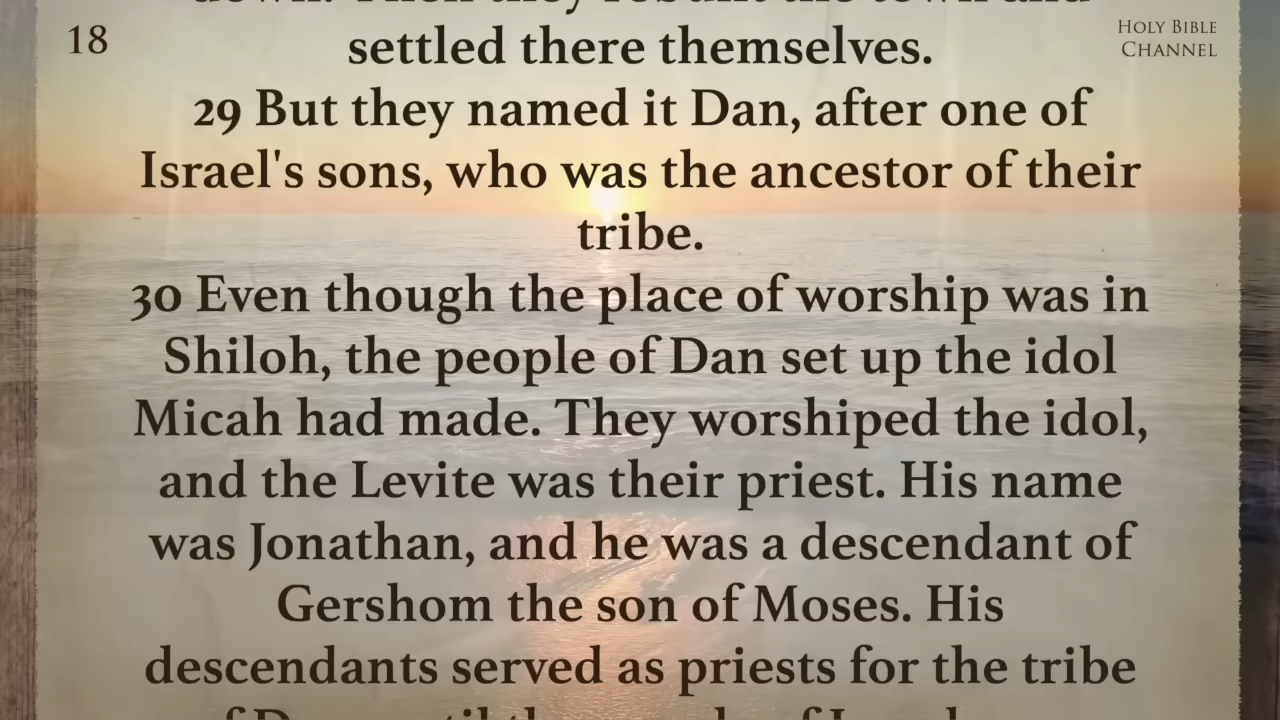 18
HOLY BIBLE
CHANNEL
settled there themselves.
29 But they named it Dan, after one of
Israel's sons, who was the ancestor of their
tribe.
30 Even though the place of worship was in
Shiloh, the people of Dan set up the idol
Micah had made. They worshiped the idol,
and the Levite was their priest. His name
was Jonathan, and he was a descendant of
Gershom the son of Moses. His
descendants served as priests for the tribe